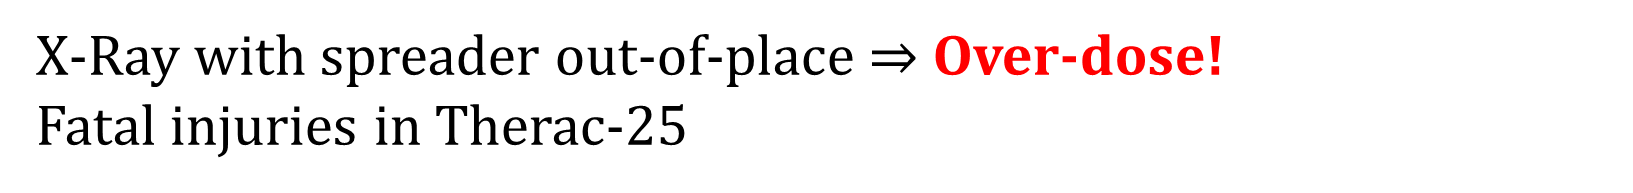 X-Ray with spreader out-of-place ⇒ Over-dose!
Fatal injuries in Therac-25